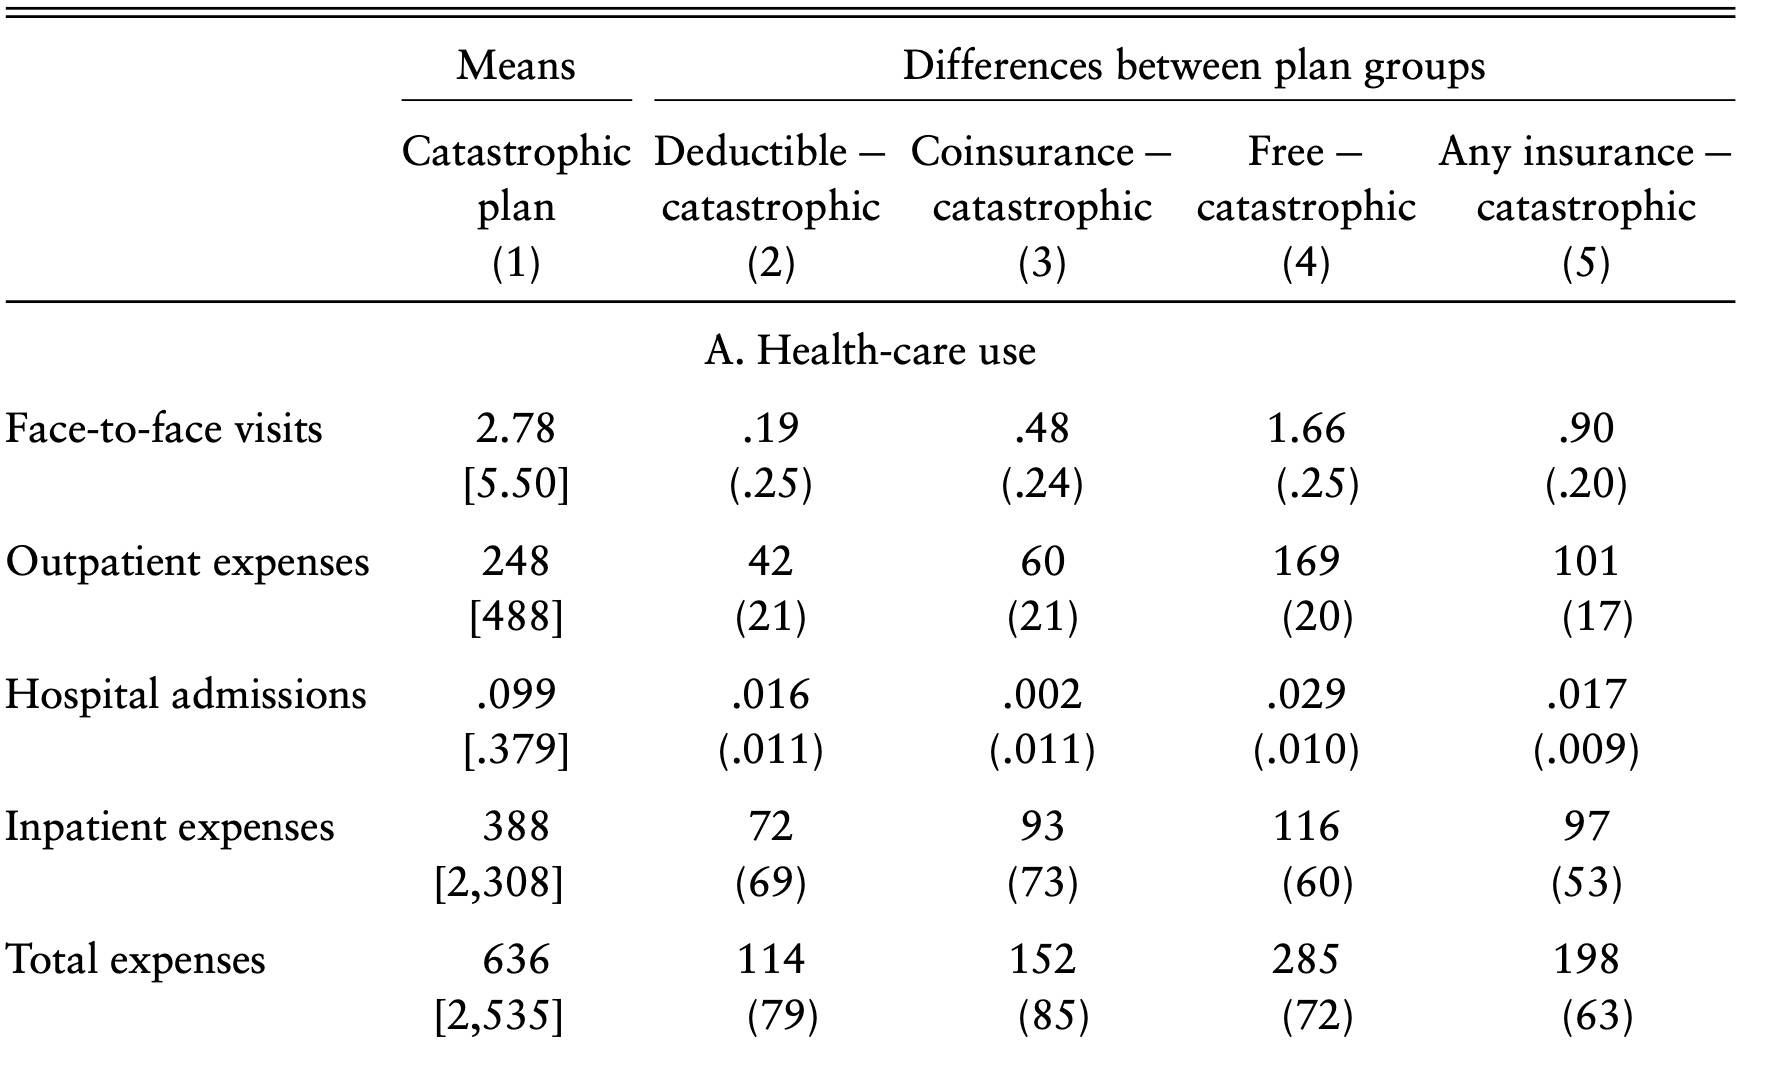 Means Differences between plan groups
Catastrophic Deductible – Coinsurance – Free – Any insurance –
plan catastrophic catastrophic catastrophic catastrophic
(1) (2) (3) (4) (5)
A. Health-care use
Face-to-face visits 2.78 .19 .48 1.66 .90
[5.50] (.25) (.24) (.25) (.20)
Outpatient expenses 248 42 60 169 101
[488] (21) (21) (20) (17)
Hospital admissions .099 .016 .002 .029 .017
[.379] (.011) (.011) (.010) (.009)
Inpatient expenses 388 72 93 116 97
[2,308] (69) (73) (60) (53)
Total expenses 636 114 152 285 198
[2,535] (79) (85) (72) (63)